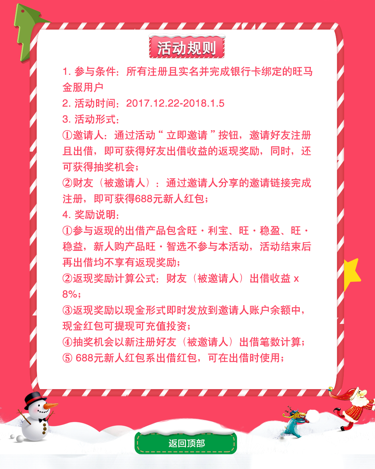 活动规则
1. 参与条件：所有注册且实名并完成银行卡绑定的旺马
金服用户
2. 活动时间：2017.12.22-2018.1.5
3. 活动形式：
①邀请人：通过活动“立即邀请”按钮，邀请好友注册
且出借，即可获得好友出借收益的返现奖励，同时，还
可获得抽奖机会；
②财友（被邀请人）：通过邀请人分享的邀请链接完成
注册，即可获得688元新人红包；
4. 奖励说明：
①参与返现的出借产品包含旺·利宝、旺·稳盈、旺·
稳益，新人购产品旺·智选不参与本活动，活动结束后
再出借均不享有返现奖励；
②返现奖励计算公式：财友（被邀请人）出借收益 x
8%；
③返现奖励以现金形式即时发放到邀请人账户余额中，
现金红包可提现可充值投资；
④抽奖机会以新注册好友（被邀请人）出借笔数计算；
⑤ 688元新人红包系出借红包，可在出借时使用；
返回顶部